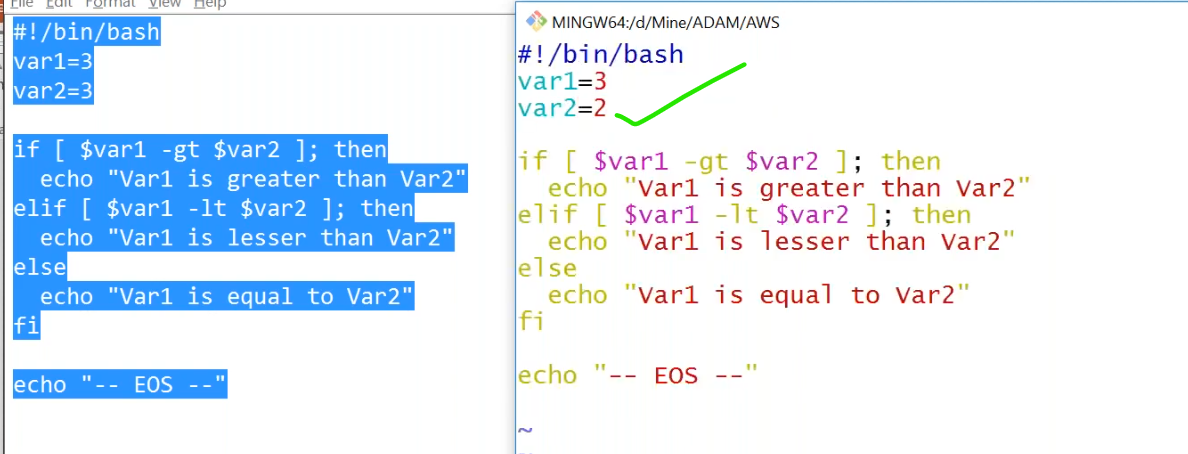 File Edit Format View Help
#!/bin/bash
var1=3
var2=3
if [ $var1 -gt $var2 ]; then
  echo "Var1 is greater than Var2"
elif [ $var1 -lt $var2 ]; then
  echo "Var1 is lesser than Var2"
else
  echo "Var1 is equal to Var2"
fi
echo "-- EOS --"
MINGW64:/d/Mine/ADAM/AWS
#!/bin/bash
var1=3
var2=2
if [ $var1 -gt $var2 ]; then
  echo "Var1 is greater than Var2"
elif [ $var1 -lt $var2 ]; then
  echo "Var1 is lesser than Var2"
else
  echo "Var1 is equal to Var2"
fi
echo "-- EOS --"
~